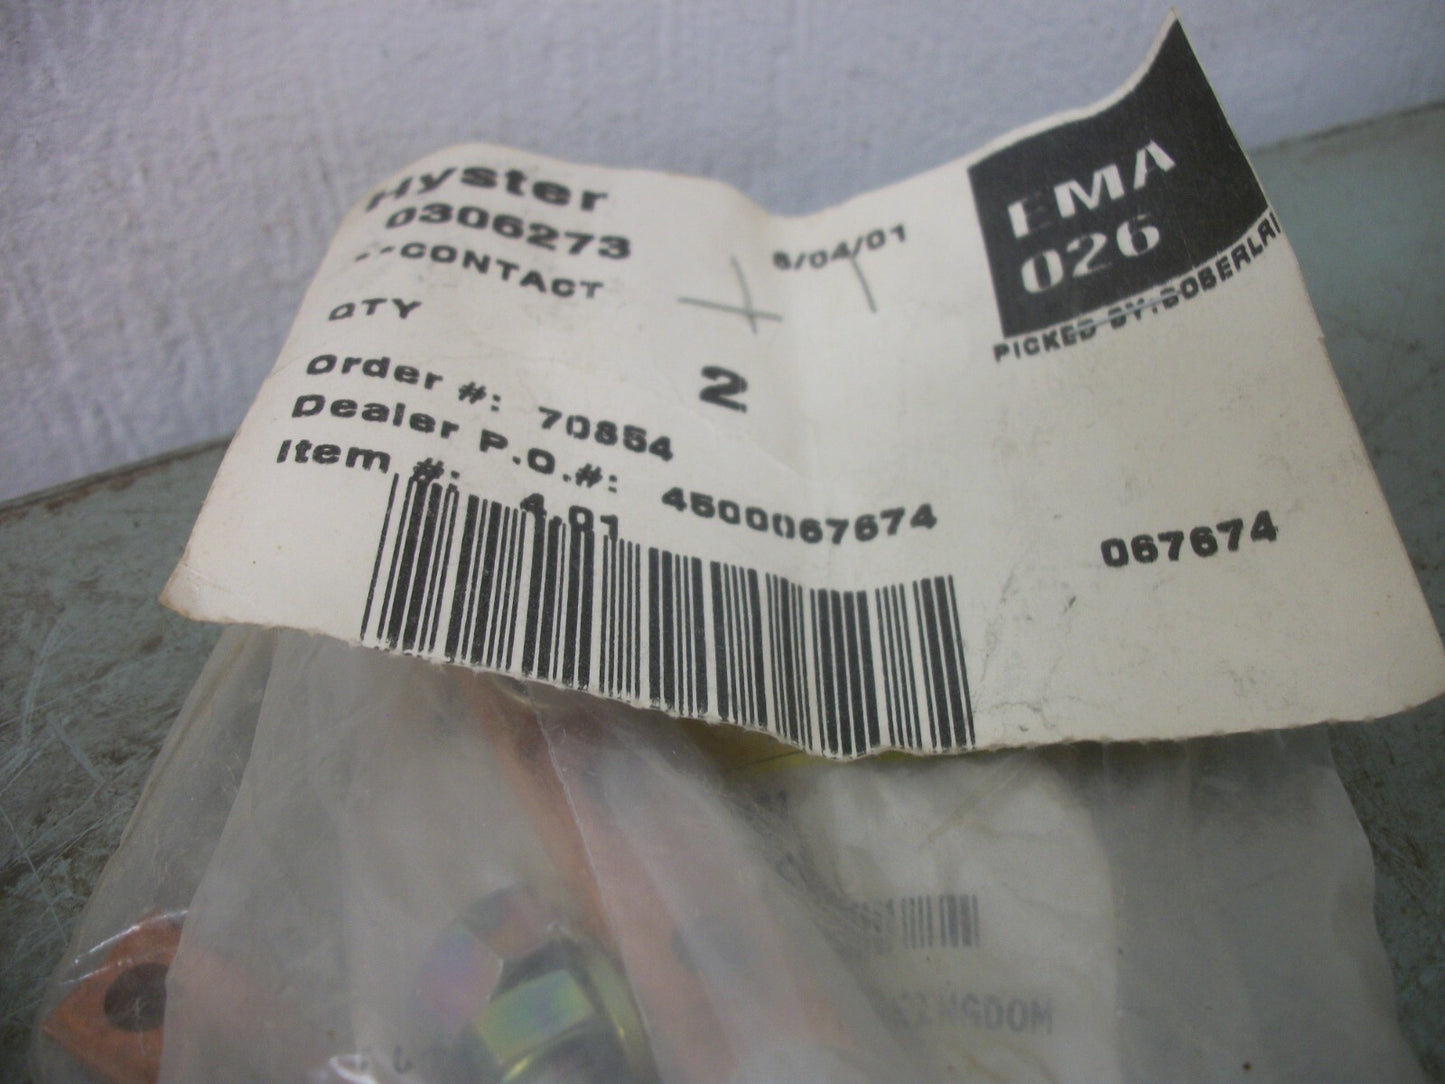 Hyster
0306273
CONTACT
6/04/01
QTY 2
Order #: 70854
Dealer P.O.#: 4500067674
Item #: 4.01
EMA
026
PICKED BY:
067674